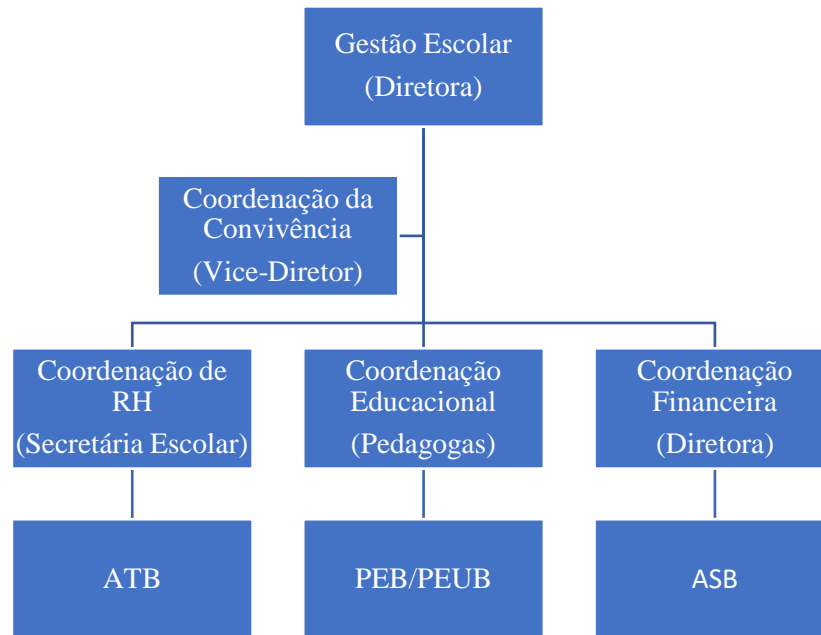 Gestão Escolar
(Diretora)
Coordenação da
Convivência
(Vice-Diretor)
Coordenação de
RH
(Secretária Escolar)
Coordenação
Educacional
(Pedagogas)
Coordenação
Financeira
(Diretora)
ATB
PEB/PEUB
ASB